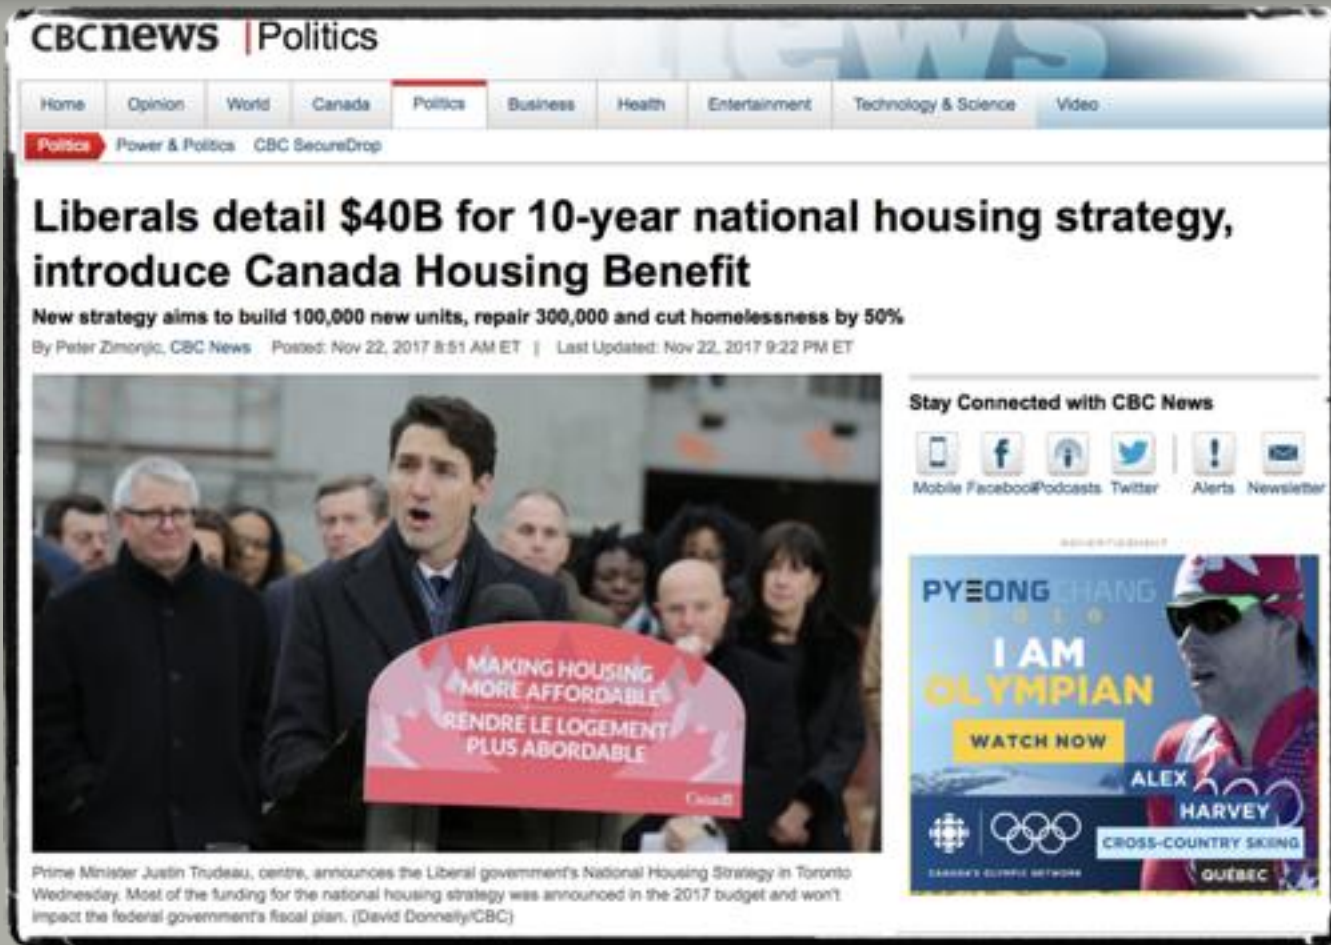 CBCnews | Politics
Home Opinion World Canada Politics Business Health Entertainment Technology & Science Video
Politics Power & Politics CBC SecureDrop
Liberals detail $40B for 10-year national housing strategy,
introduce Canada Housing Benefit
New strategy aims to build 100,000 new units, repair 300,000 and cut homelessness by 50%
By Peter Zimonjic, CBC News Posted: Nov 22, 2017 8:51 AM ET | Last Updated: Nov 22, 2017 9:22 PM ET
MAKING HOUSING
MORE AFFORDABLE
RENDRE LE LOGEMENT
PLUS ABORDABLE
Canada
Prime Minister Justin Trudeau, centre, announces the Liberal government's National Housing Strategy in Toronto
Wednesday. Most of the funding for the national housing strategy was announced in the 2017 budget and won't
impact the federal government's fiscal plan. (David Donnelly/CBC)
Stay Connected with CBC News
Mobile Facebook Podcasts Twitter Alerts Newsletter
ADVERTISEMENT
PYEONGCHANG
2018
I AM
OLYMPIAN
WATCH NOW
ALEX
HARVEY
CROSS-COUNTRY SKIING
QUÉBEC
CANADA'S OLYMPIC NETWORK